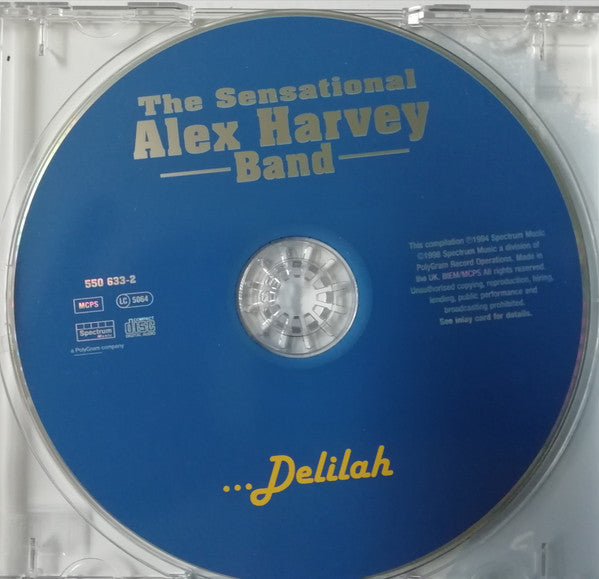 The Sensational
Alex Harvey
Band
This compilation ℗1994 Spectrum Music
©1998 Spectrum Music a division of
PolyGram Record Operations. Made in
the UK. BIEM/MCPS All rights reserved.
Unauthorised copying, reproduction, hiring,
lending, public performance and
broadcasting prohibited.
See inlay card for details.
550 633-2
MCPS
LC 5064
Spectrum
Music
COMPACT
disc
DIGITAL AUDIO
a PolyGram company
...Delilah